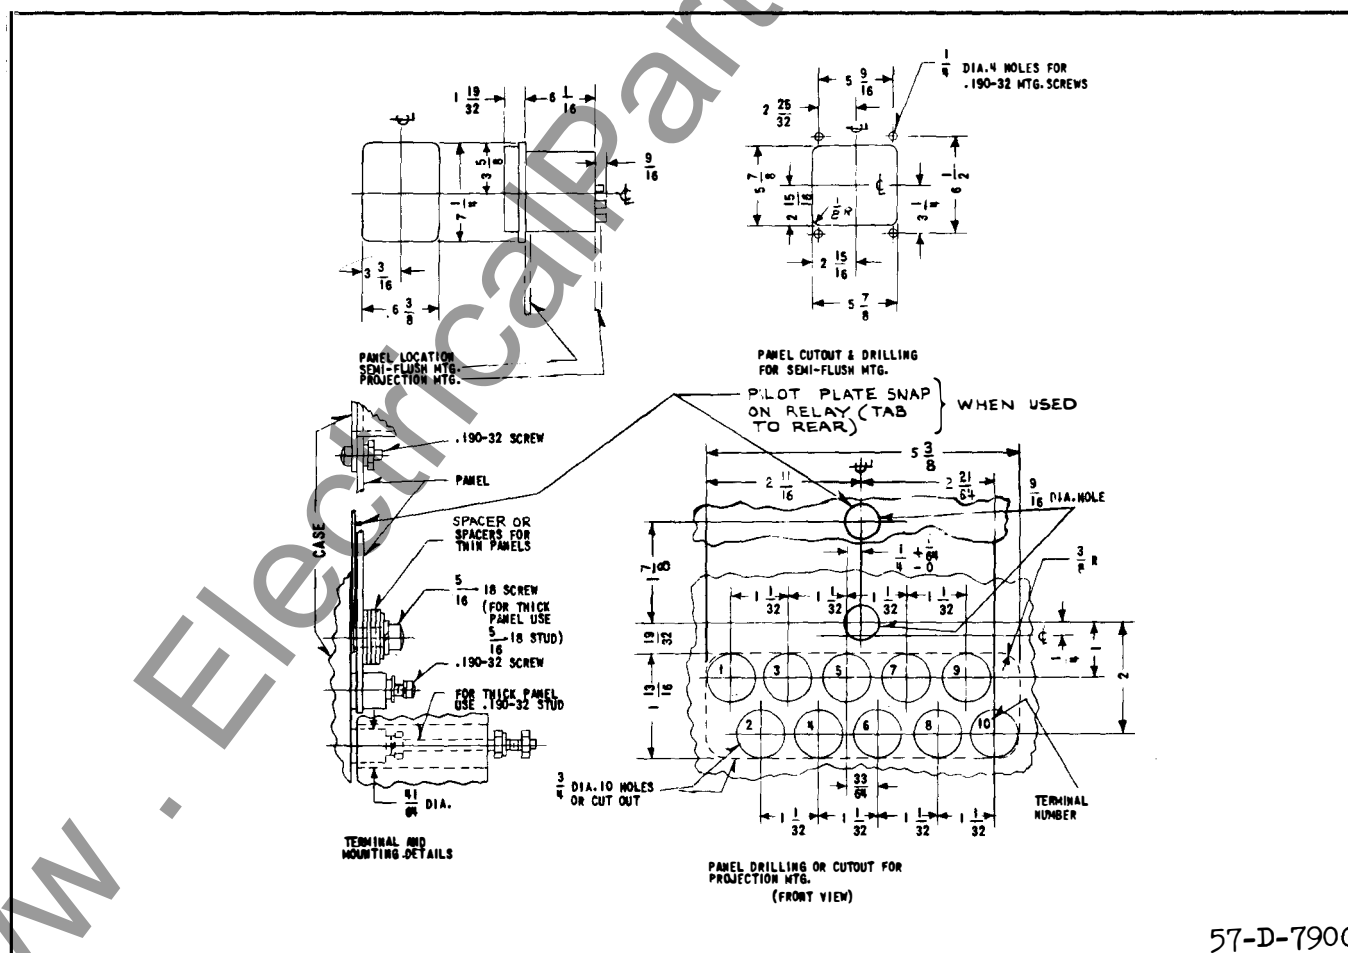 www.ElectricalPart
1 19/32
6 1/16
5 9/16
1/4 DIA.4 HOLES FOR
.190-32 MTG.SCREWS
2 25/32
3 5/8
7 1/4
9/16
5 7/8
2 15/16
1/8 R
6 1/2
3 1/4
3 3/16
6 3/8
2 15/16
5 7/8
PANEL LOCATION
SEMI-FLUSH MTG.
PROJECTION MTG.
PANEL CUTOUT & DRILLING
FOR SEMI-FLUSH MTG.
PILOT PLATE SNAP
ON RELAY (TAB
TO REAR)
WHEN USED
.190-32 SCREW
PANEL
CASE
SPACER OR
SPACERS FOR
THIN PANELS
5/16-18 SCREW
(FOR THICK
PANEL USE
5/16-18 STUD)
.190-32 SCREW
FOR THICK PANEL
USE .190-32 STUD
41/64 DIA.
TERMINAL AND
MOUNTING DETAILS
5 3/8
2 11/16
2 21/64
9/16 DIA.HOLE
1 7/8
1/4 + 1/64 - 0
3/8 R
1 1/32
1 1/32
1 1/32
1 1/32
19/32
1/4
1
2
1 13/16
1
3
5
7
9
2
4
6
8
10
3/4 DIA.10 HOLES
OR CUT OUT
33/64
1 1/32
1 1/32
1 1/32
1 1/32
TERMINAL
NUMBER
PANEL DRILLING OR CUTOUT FOR
PROJECTION MTG.
(FRONT VIEW)
57-D-790